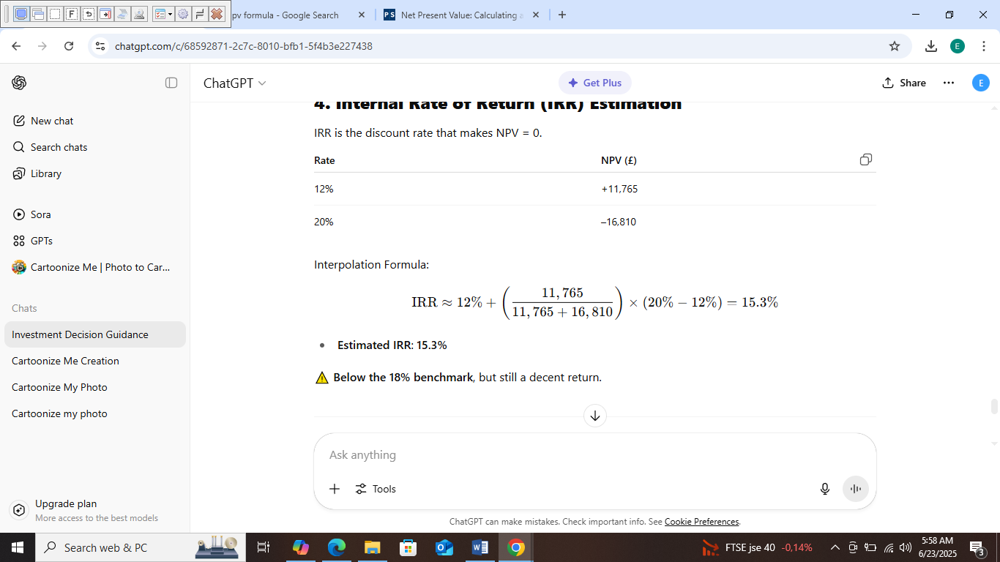 pv formula - Google Search
PS Net Present Value: Calculating a
chatgpt.com/c/68592871-2c7c-8010-bfb1-5f4b3e227438
E
ChatGPT
Get Plus
Share
E
New chat
Search chats
Library
Sora
GPTs
Cartoonize Me | Photo to Car...
Chats
Investment Decision Guidance
Cartoonize Me Creation
Cartoonize My Photo
Cartoonize my photo
Upgrade plan
More access to the best models
4. Internal Rate of Return (IRR) Estimation
IRR is the discount rate that makes NPV = 0.
Rate NPV (£)
12% +11,765
20% –16,810
Interpolation Formula:
IRR ≈ 12% + ( 11,765 / 11,765 + 16,810 ) × (20% − 12%) = 15.3%
• Estimated IRR: 15.3%
⚠ Below the 18% benchmark, but still a decent return.
Ask anything
Tools
ChatGPT can make mistakes. Check important info. See Cookie Preferences.
Search web & PC
FTSE jse 40 -0,14%
5:58 AM
6/23/2025
3